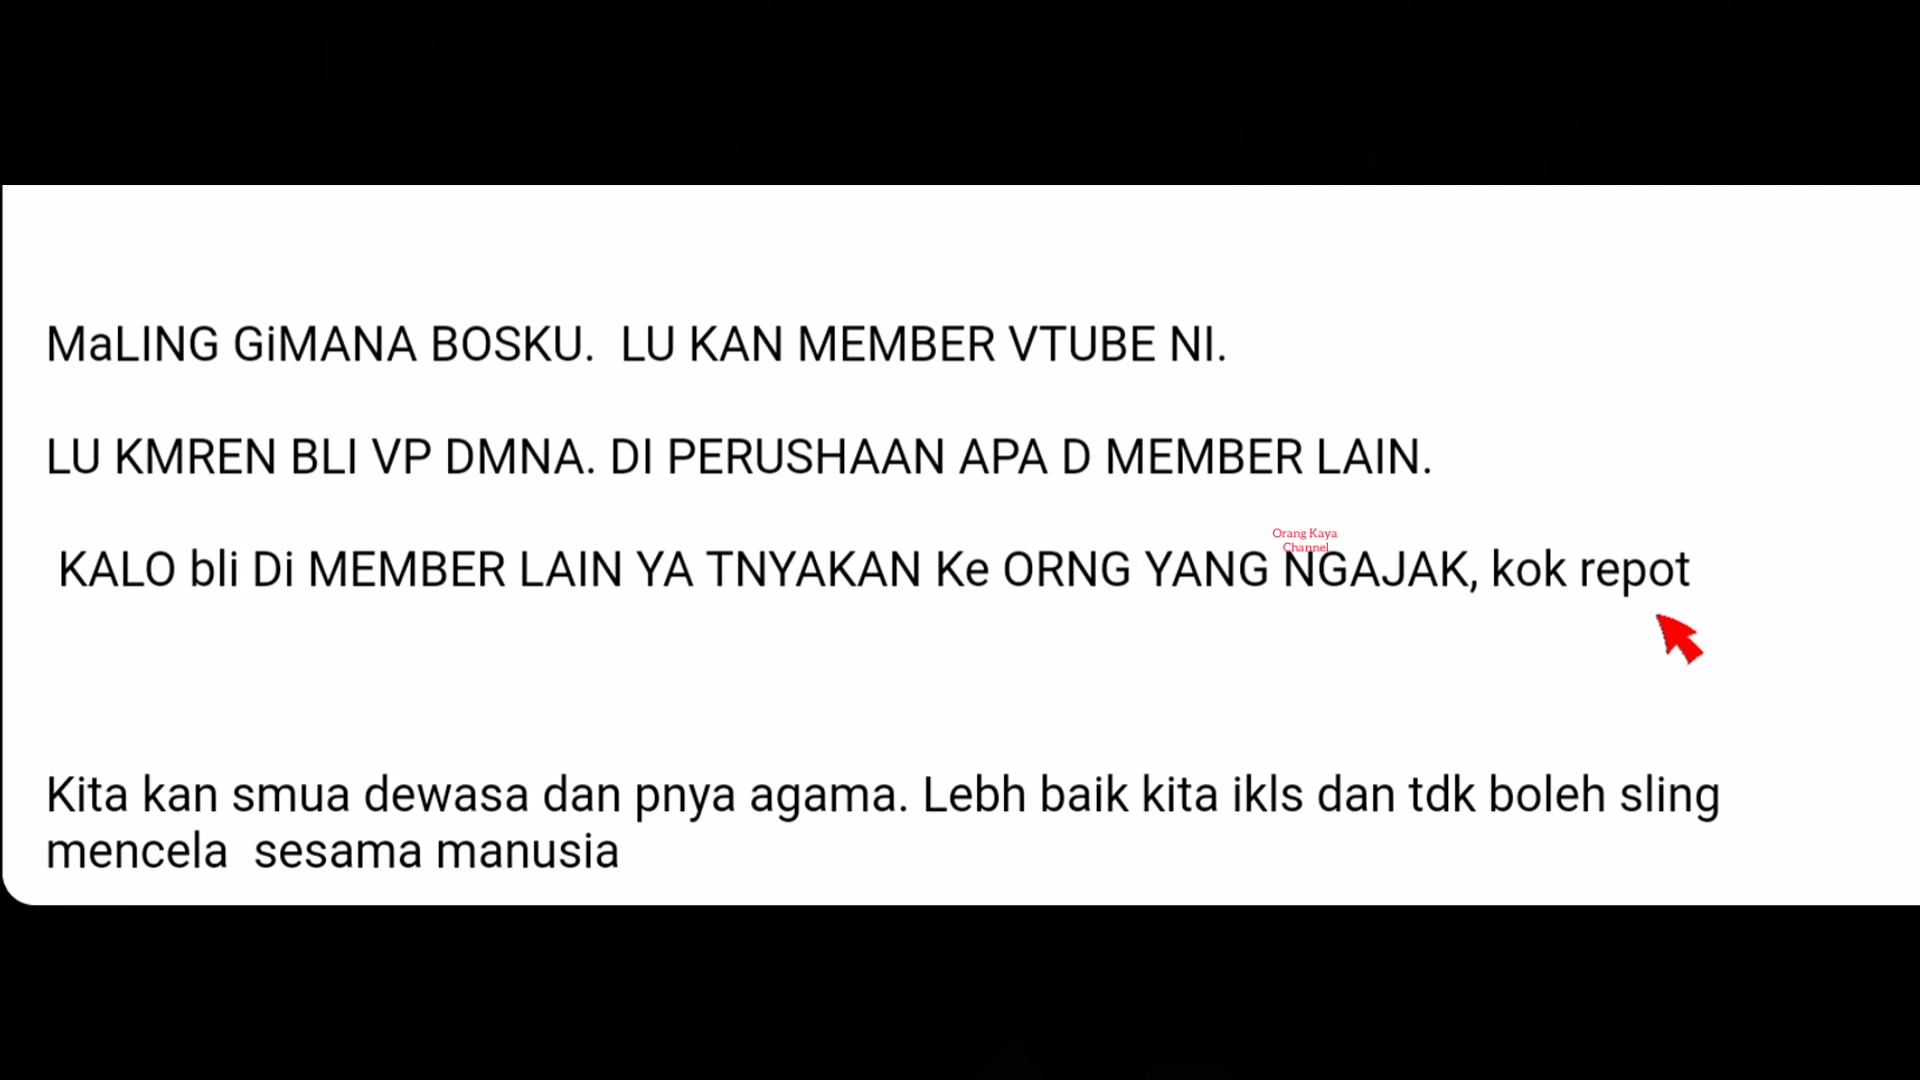 MaLING GiMANA BOSKU.  LU KAN MEMBER VTUBE NI.
LU KMREN BLI VP DMNA. DI PERUSHAAN APA D MEMBER LAIN.
Orang Kaya
Channel
KALO bli Di MEMBER LAIN YA TNYAKAN Ke ORNG YANG NGAJAK, kok repot
Kita kan smua dewasa dan pnya agama. Lebh baik kita ikls dan tdk boleh sling
mencela  sesama manusia